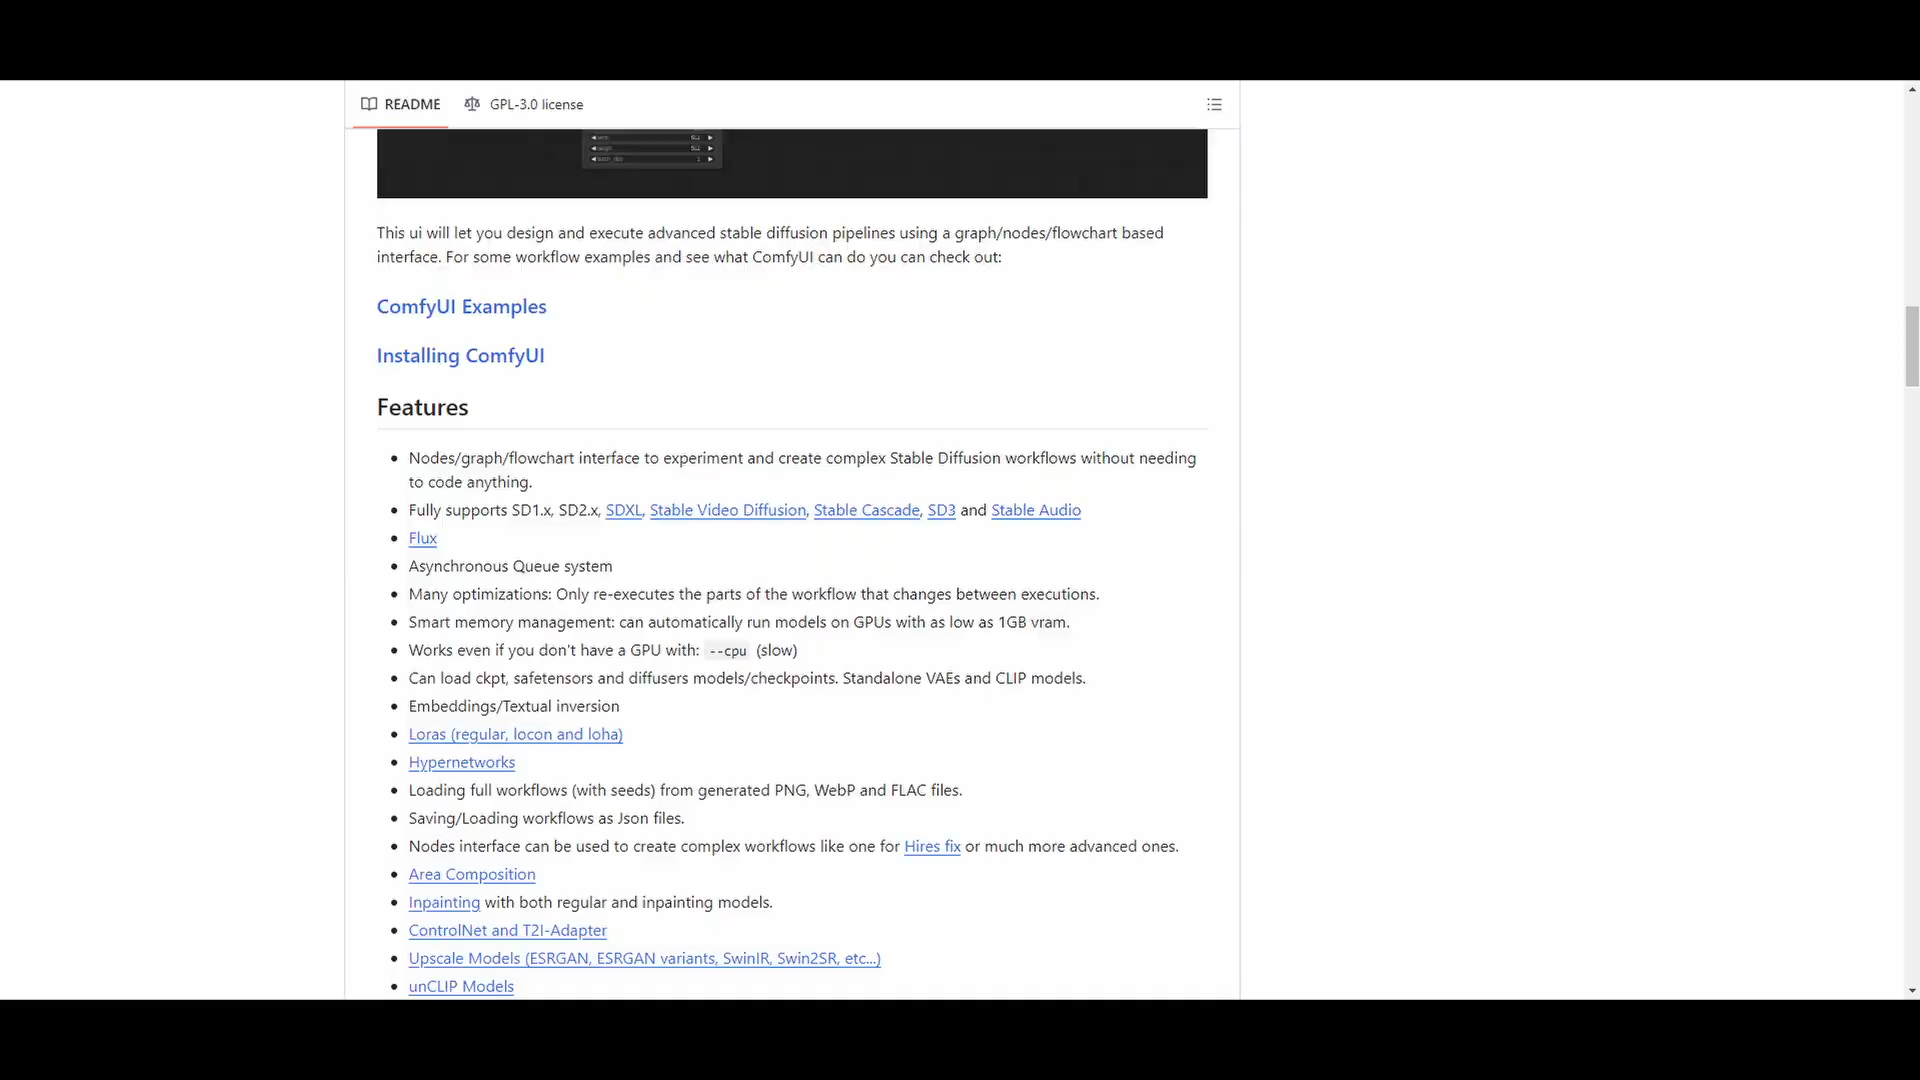 README GPL-3.0 license
This ui will let you design and execute advanced stable diffusion pipelines using a graph/nodes/flowchart based
interface. For some workflow examples and see what ComfyUI can do you can check out:
ComfyUI Examples
Installing ComfyUI
Features
Nodes/graph/flowchart interface to experiment and create complex Stable Diffusion workflows without needing
to code anything.
Fully supports SD1.x, SD2.x, SDXL, Stable Video Diffusion, Stable Cascade, SD3 and Stable Audio
Flux
Asynchronous Queue system
Many optimizations: Only re-executes the parts of the workflow that changes between executions.
Smart memory management: can automatically run models on GPUs with as low as 1GB vram.
Works even if you don't have a GPU with: --cpu (slow)
Can load ckpt, safetensors and diffusers models/checkpoints. Standalone VAEs and CLIP models.
Embeddings/Textual inversion
Loras (regular, locon and loha)
Hypernetworks
Loading full workflows (with seeds) from generated PNG, WebP and FLAC files.
Saving/Loading workflows as Json files.
Nodes interface can be used to create complex workflows like one for Hires fix or much more advanced ones.
Area Composition
Inpainting with both regular and inpainting models.
ControlNet and T2I-Adapter
Upscale Models (ESRGAN, ESRGAN variants, SwinIR, Swin2SR, etc...)
unCLIP Models